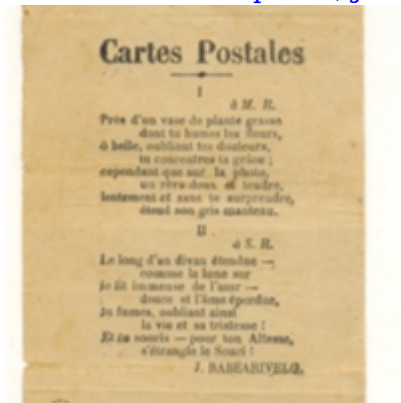 Cartes Postales
I
à M. R.
Près d'un vase de plante grasse
dont tu humes les fleurs,
ô belle, oubliant tes douleurs,
tu concentres ta grâce ;
cependant que sur la photo,
un rêve doux et tendre,
lentement et sans te surprendre,
étend son gris manteau.
II
à S. R.
Le long d'un divan étendue —
comme la lune sur
le lit immense de l'azur —
douce et l'âme éperdue,
tu fumes, oubliant ainsi
la vie et sa tristesse !
Et tu souris — pour ton Altesse,
s'étrangle le Souci !
J. RABEARIVELO.